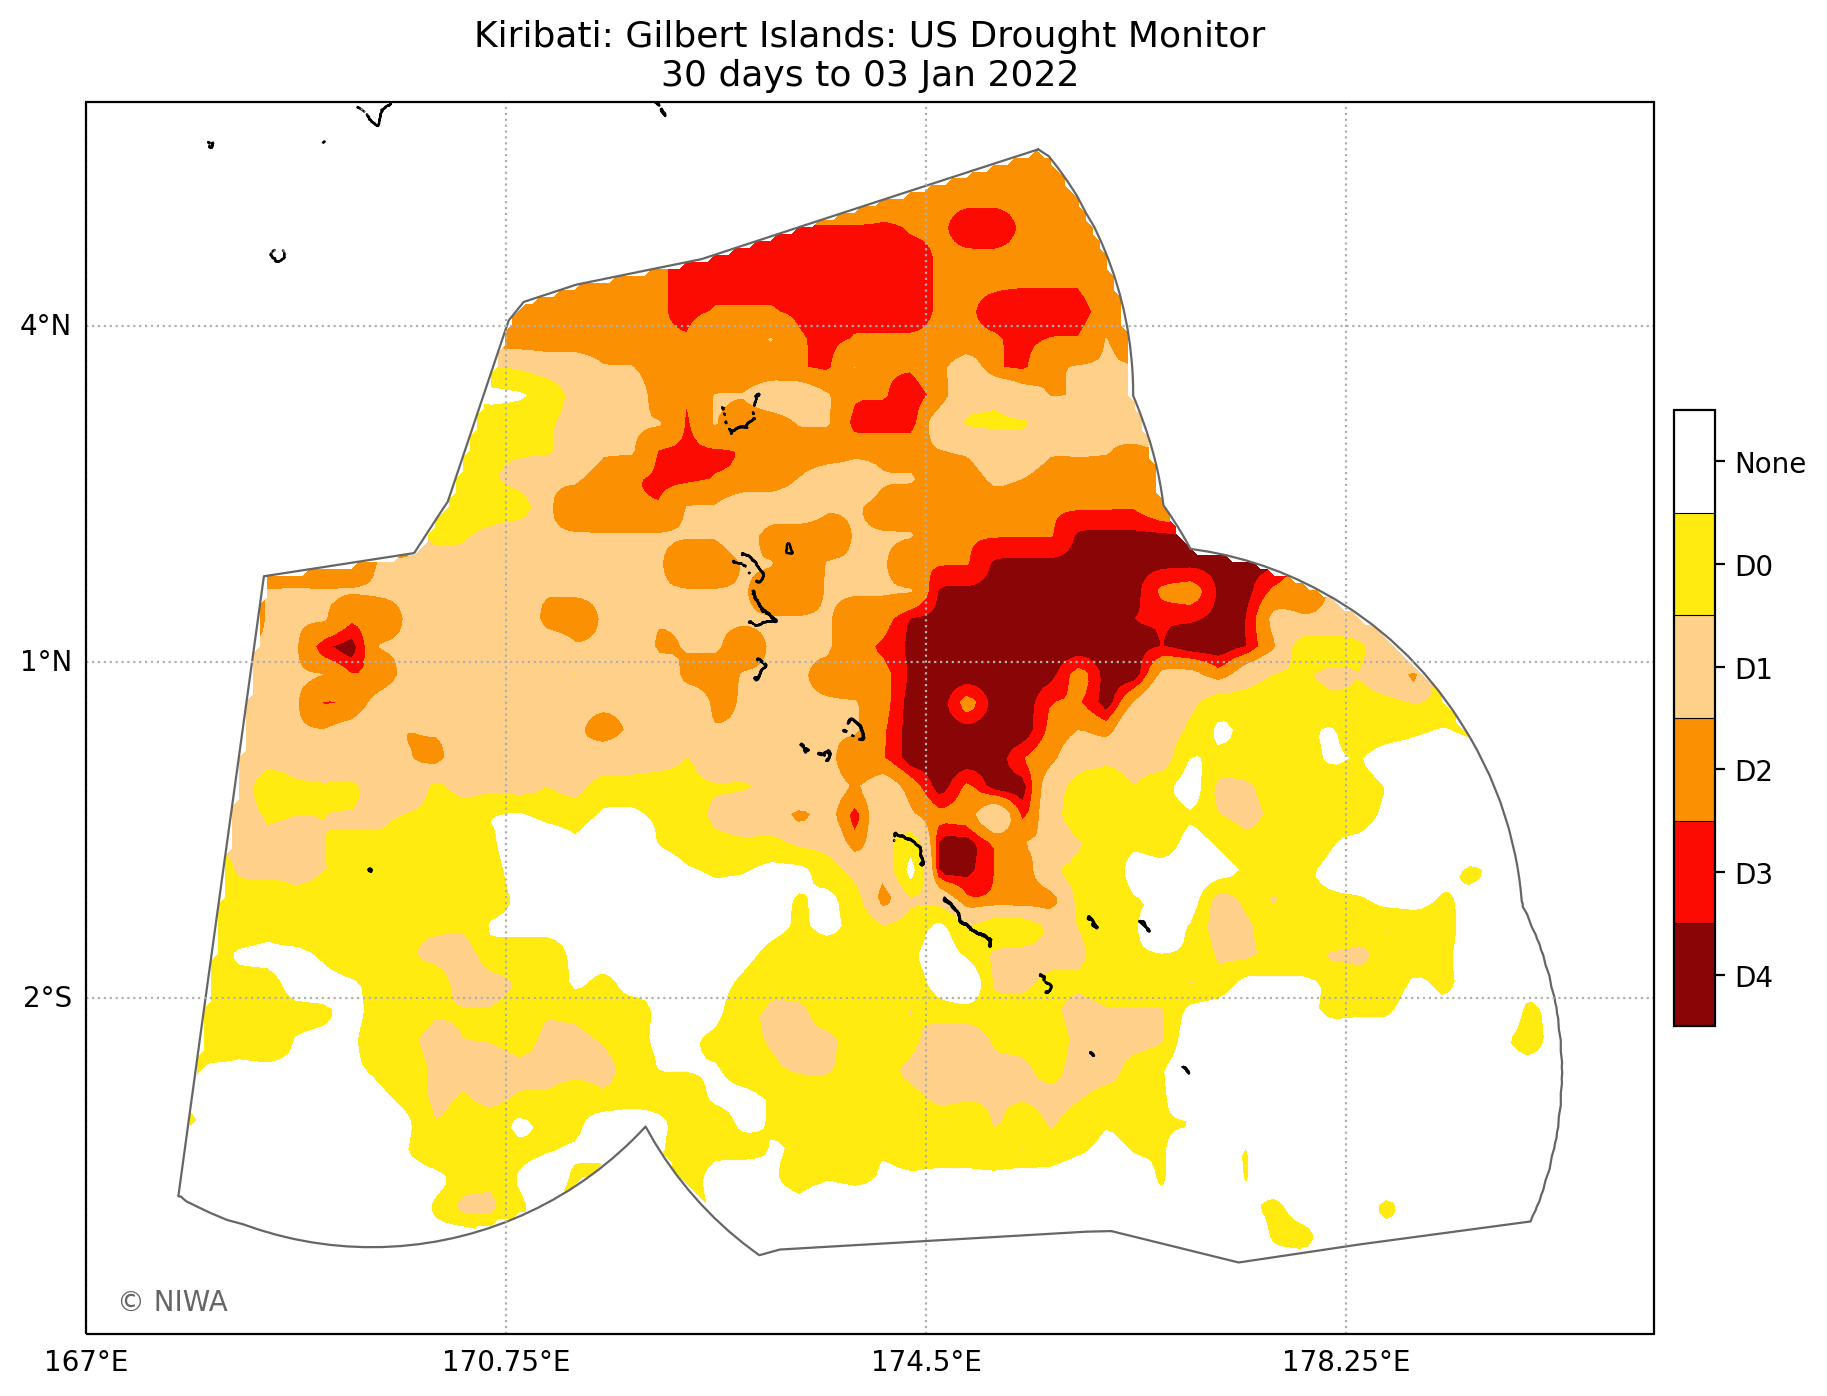 Kiribati: Gilbert Islands: US Drought Monitor
30 days to 03 Jan 2022
4°N
1°N
2°S
167°E
170.75°E
174.5°E
178.25°E
None
D0
D1
D2
D3
D4
© NIWA